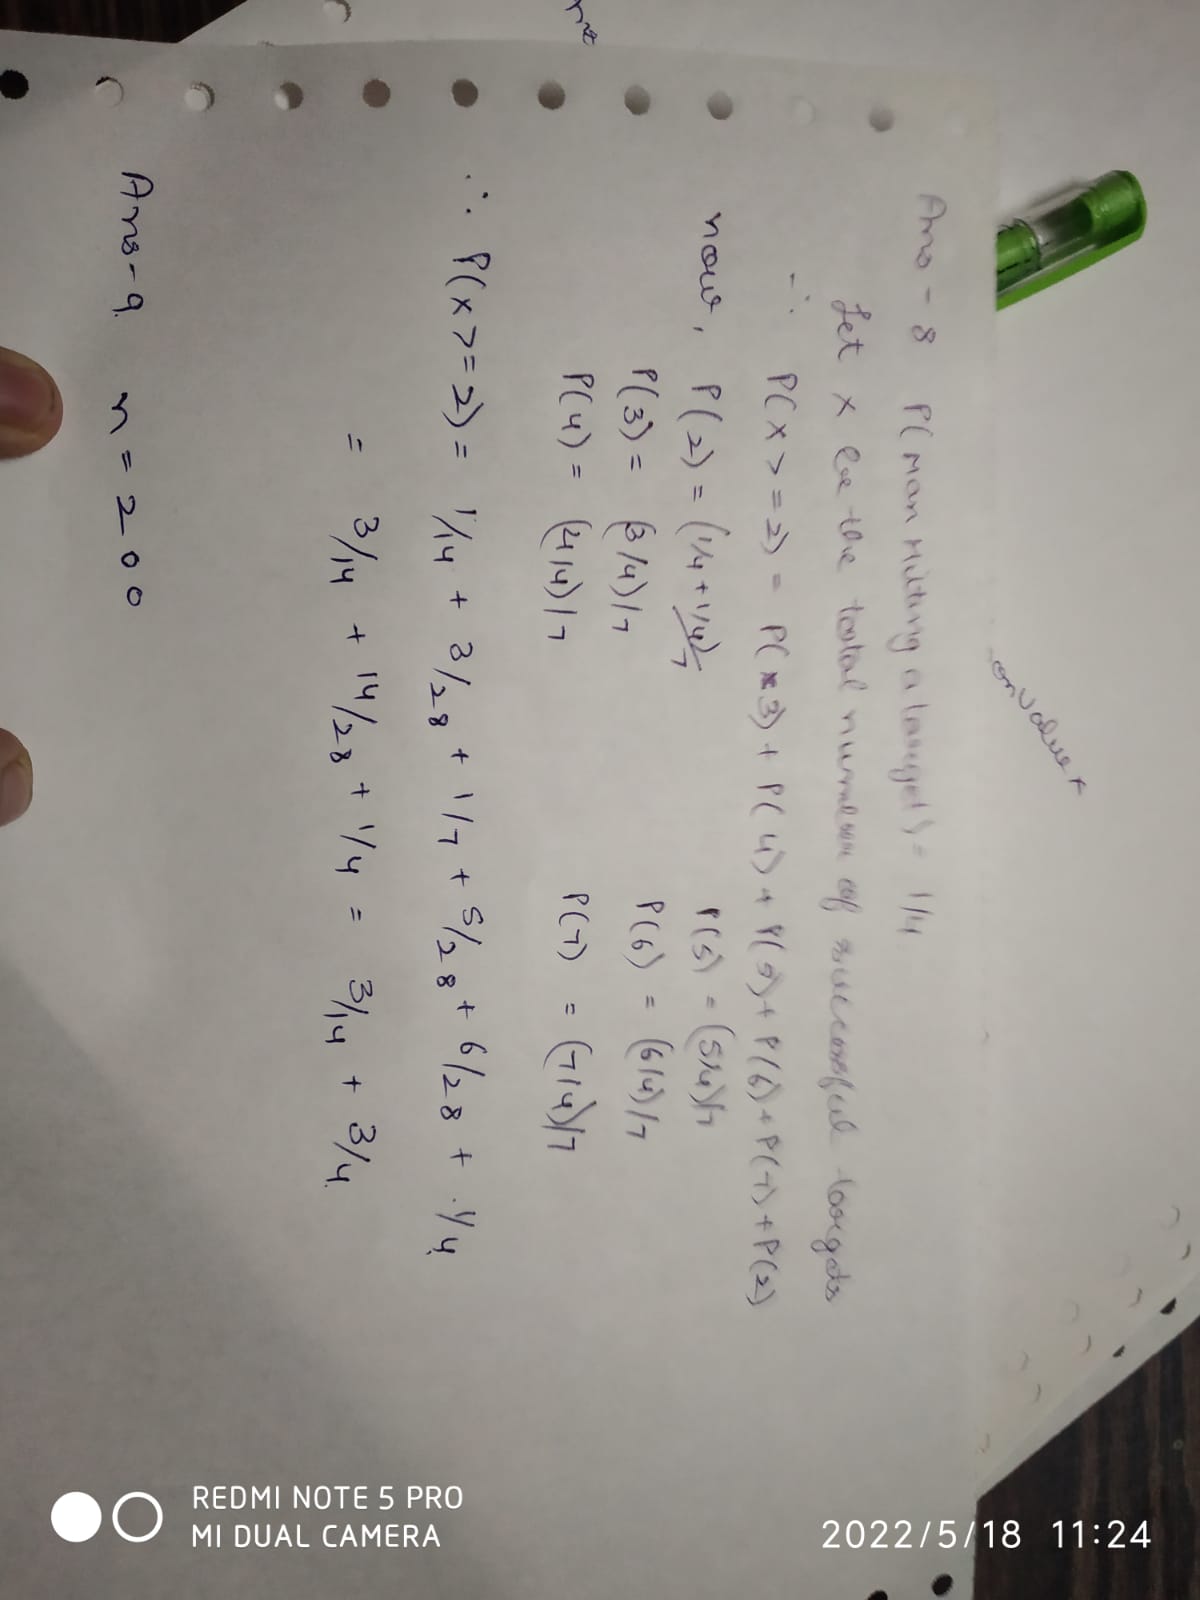 on value x
Ans - 8 P( Man Hitting a target) = 1/4
Let x be the total number of successful targets
∴ P(x >= 2) = P(3) + P(4) + P(5) + P(6) + P(7) + P(2)
now, P(2) = (1/4 + 1/4)/7
P(3) = (3/4)/7
P(4) = (4/4)/7
P(5) = (5/4)/7
P(6) = (6/4)/7
P(7) = (7/4)/7
∴ P(x >= 2) = 1/14 + 3/28 + 1/7 + 5/28 + 6/28 + 1/4
= 3/14 + 14/28 + 1/4 = 3/14 + 3/4
Ans-9. n = 200
2022/5/18 11:24
REDMI NOTE 5 PRO
MI DUAL CAMERA